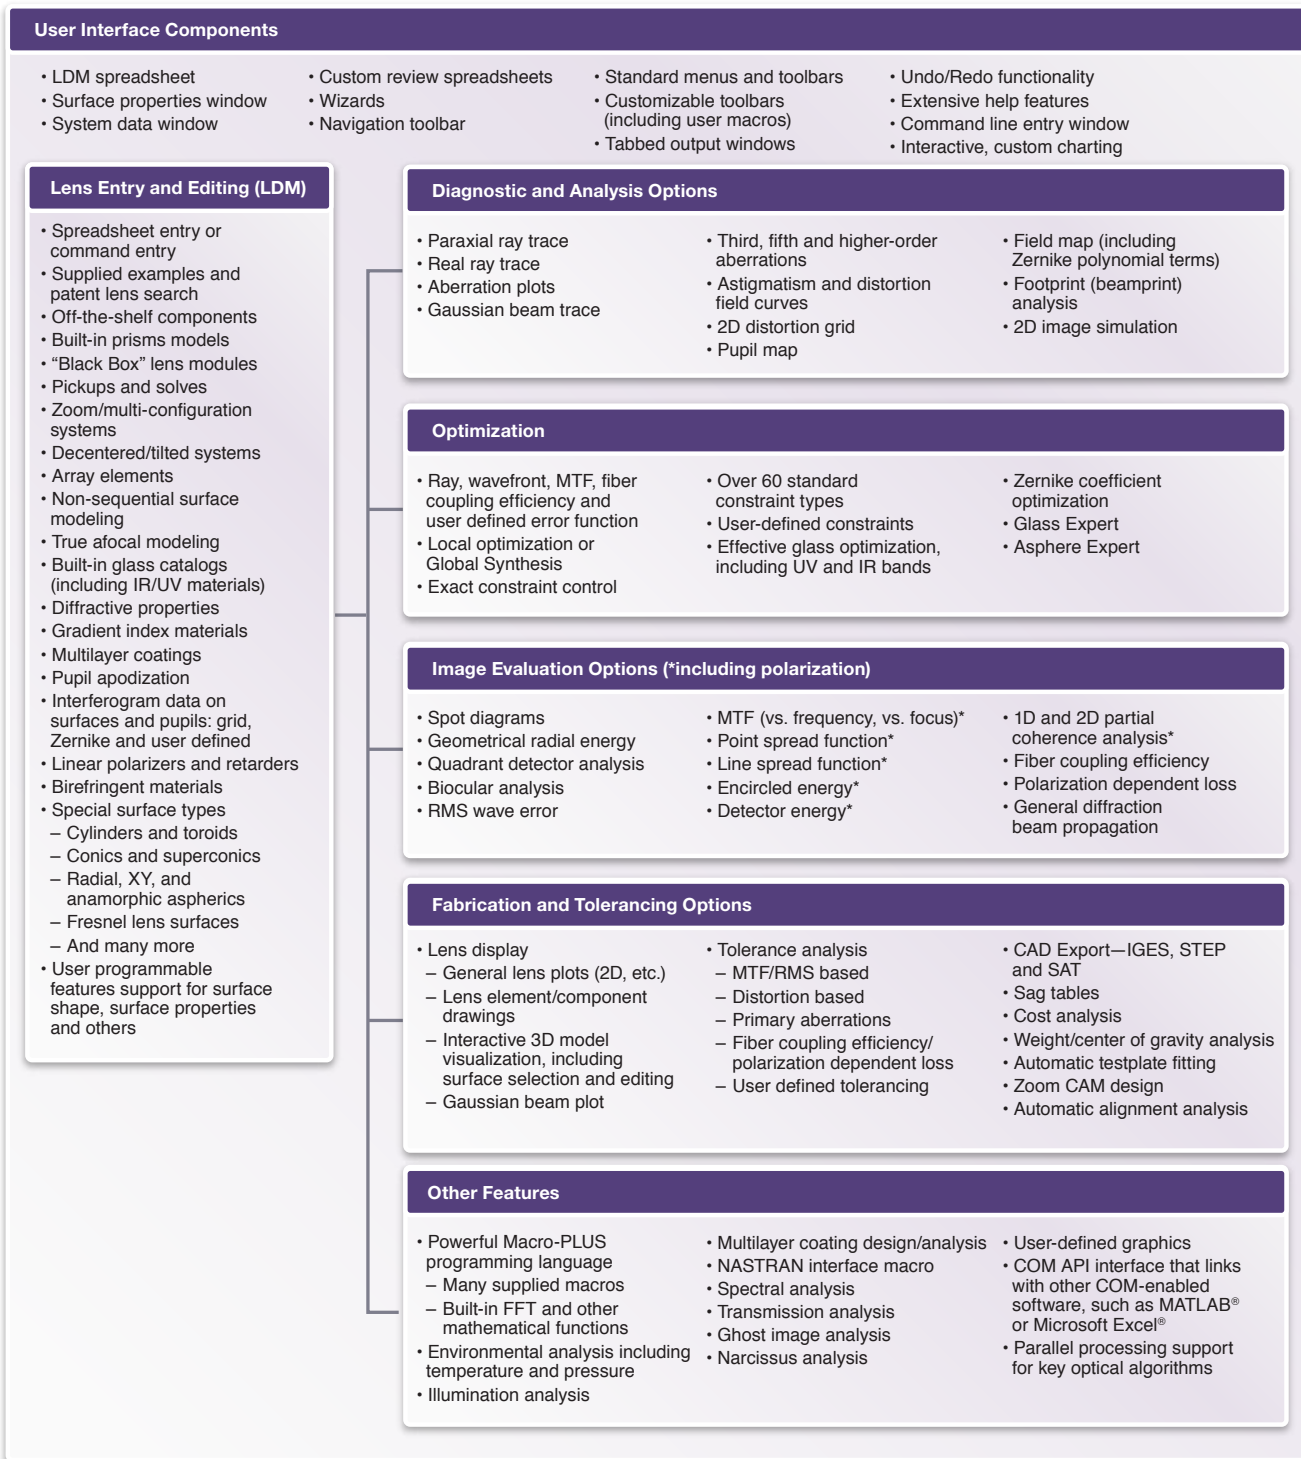 User Interface Components
• LDM spreadsheet
• Surface properties window
• System data window
• Custom review spreadsheets
• Wizards
• Navigation toolbar
• Standard menus and toolbars
• Customizable toolbars
(including user macros)
• Tabbed output windows
• Undo/Redo functionality
• Extensive help features
• Command line entry window
• Interactive, custom charting
Lens Entry and Editing (LDM)
• Spreadsheet entry or
command entry
• Supplied examples and
patent lens search
• Off-the-shelf components
• Built-in prisms models
• “Black Box” lens modules
• Pickups and solves
• Zoom/multi-configuration
systems
• Decentered/tilted systems
• Array elements
• Non-sequential surface
modeling
• True afocal modeling
• Built-in glass catalogs
(including IR/UV materials)
• Diffractive properties
• Gradient index materials
• Multilayer coatings
• Pupil apodization
• Interferogram data on
surfaces and pupils: grid,
Zernike and user defined
• Linear polarizers and retarders
• Birefringent materials
• Special surface types
– Cylinders and toroids
– Conics and superconics
– Radial, XY, and
anamorphic aspherics
– Fresnel lens surfaces
– And many more
• User programmable
features support for surface
shape, surface properties
and others
Diagnostic and Analysis Options
• Paraxial ray trace
• Real ray trace
• Aberration plots
• Gaussian beam trace
• Third, fifth and higher-order
aberrations
• Astigmatism and distortion
field curves
• 2D distortion grid
• Pupil map
• Field map (including
Zernike polynomial terms)
• Footprint (beamprint)
analysis
• 2D image simulation
Optimization
• Ray, wavefront, MTF, fiber
coupling efficiency and
user defined error function
• Local optimization or
Global Synthesis
• Exact constraint control
• Over 60 standard
constraint types
• User-defined constraints
• Effective glass optimization,
including UV and IR bands
• Zernike coefficient
optimization
• Glass Expert
• Asphere Expert
Image Evaluation Options (*including polarization)
• Spot diagrams
• Geometrical radial energy
• Quadrant detector analysis
• Biocular analysis
• RMS wave error
• MTF (vs. frequency, vs. focus)*
• Point spread function*
• Line spread function*
• Encircled energy*
• Detector energy*
• 1D and 2D partial
coherence analysis*
• Fiber coupling efficiency
• Polarization dependent loss
• General diffraction
beam propagation
Fabrication and Tolerancing Options
• Lens display
– General lens plots (2D, etc.)
– Lens element/component
drawings
– Interactive 3D model
visualization, including
surface selection and editing
– Gaussian beam plot
• Tolerance analysis
– MTF/RMS based
– Distortion based
– Primary aberrations
– Fiber coupling efficiency/
polarization dependent loss
– User defined tolerancing
• CAD Export—IGES, STEP
and SAT
• Sag tables
• Cost analysis
• Weight/center of gravity analysis
• Automatic testplate fitting
• Zoom CAM design
• Automatic alignment analysis
Other Features
• Powerful Macro-PLUS
programming language
– Many supplied macros
– Built-in FFT and other
mathematical functions
• Environmental analysis including
temperature and pressure
• Illumination analysis
• Multilayer coating design/analysis
• NASTRAN interface macro
• Spectral analysis
• Transmission analysis
• Ghost image analysis
• Narcissus analysis
• User-defined graphics
• COM API interface that links
with other COM-enabled
software, such as MATLAB®
or Microsoft Excel®
• Parallel processing support
for key optical algorithms